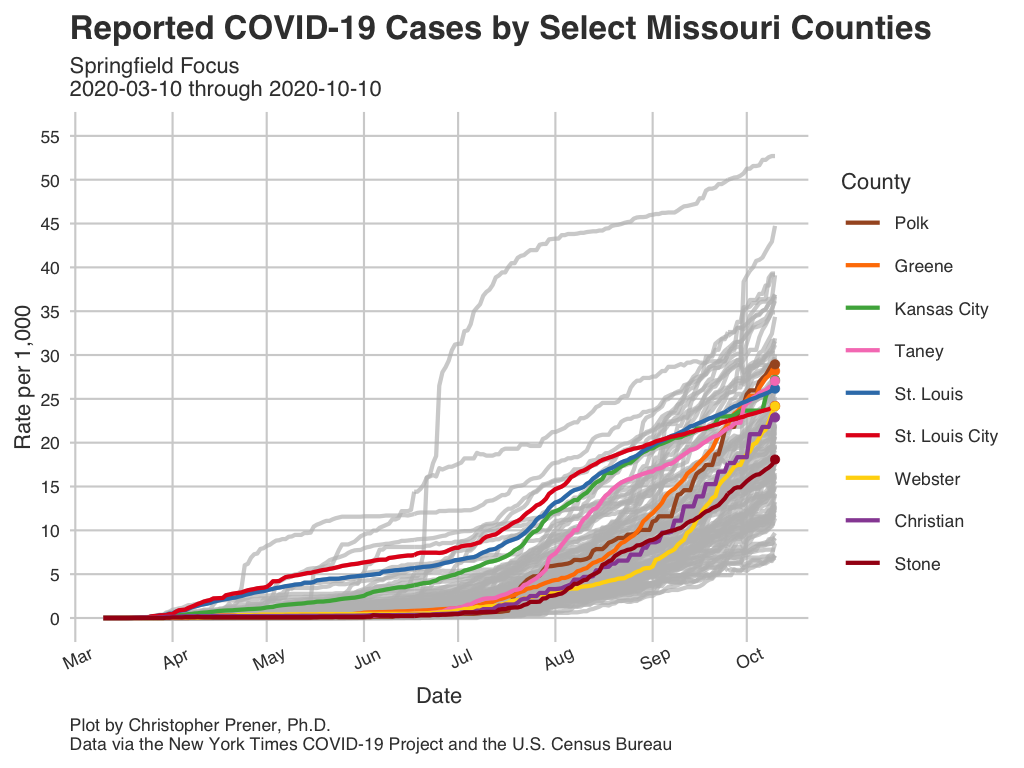 Reported COVID-19 Cases by Select Missouri Counties
Springfield Focus
2020-03-10 through 2020-10-10
55
50
45
40
35
30
25
20
15
10
5
0
Rate per 1,000
Mar
Apr
May
Jun
Jul
Aug
Sep
Oct
Date
County
Polk
Greene
Kansas City
Taney
St. Louis
St. Louis City
Webster
Christian
Stone
Plot by Christopher Prener, Ph.D.
Data via the New York Times COVID-19 Project and the U.S. Census Bureau